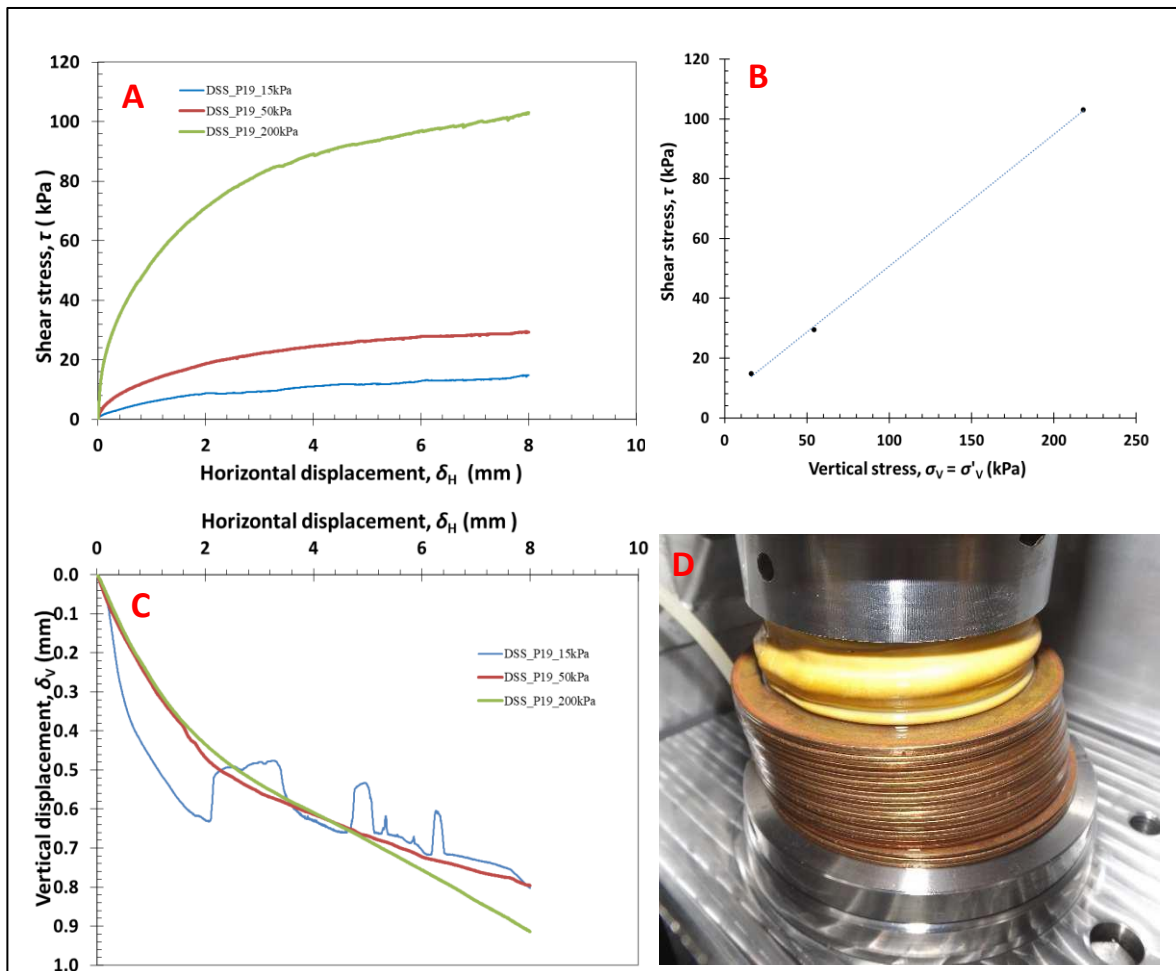 A
Shear stress, τ ( kPa )
120
100
80
60
40
20
0
DSS_P19_15kPa
DSS_P19_50kPa
DSS_P19_200kPa
0 2 4 6 8 10
Horizontal displacement, δH (mm )
B
Shear stress, τ (kPa)
120
100
80
60
40
20
0
0 50 100 150 200 250
Vertical stress, σV = σ'V (kPa)
Horizontal displacement, δH (mm )
0 2 4 6 8 10
C
Vertical displacement, δV (mm)
0.0
0.1
0.2
0.3
0.4
0.5
0.6
0.7
0.8
0.9
1.0
DSS_P19_15kPa
DSS_P19_50kPa
DSS_P19_200kPa
D